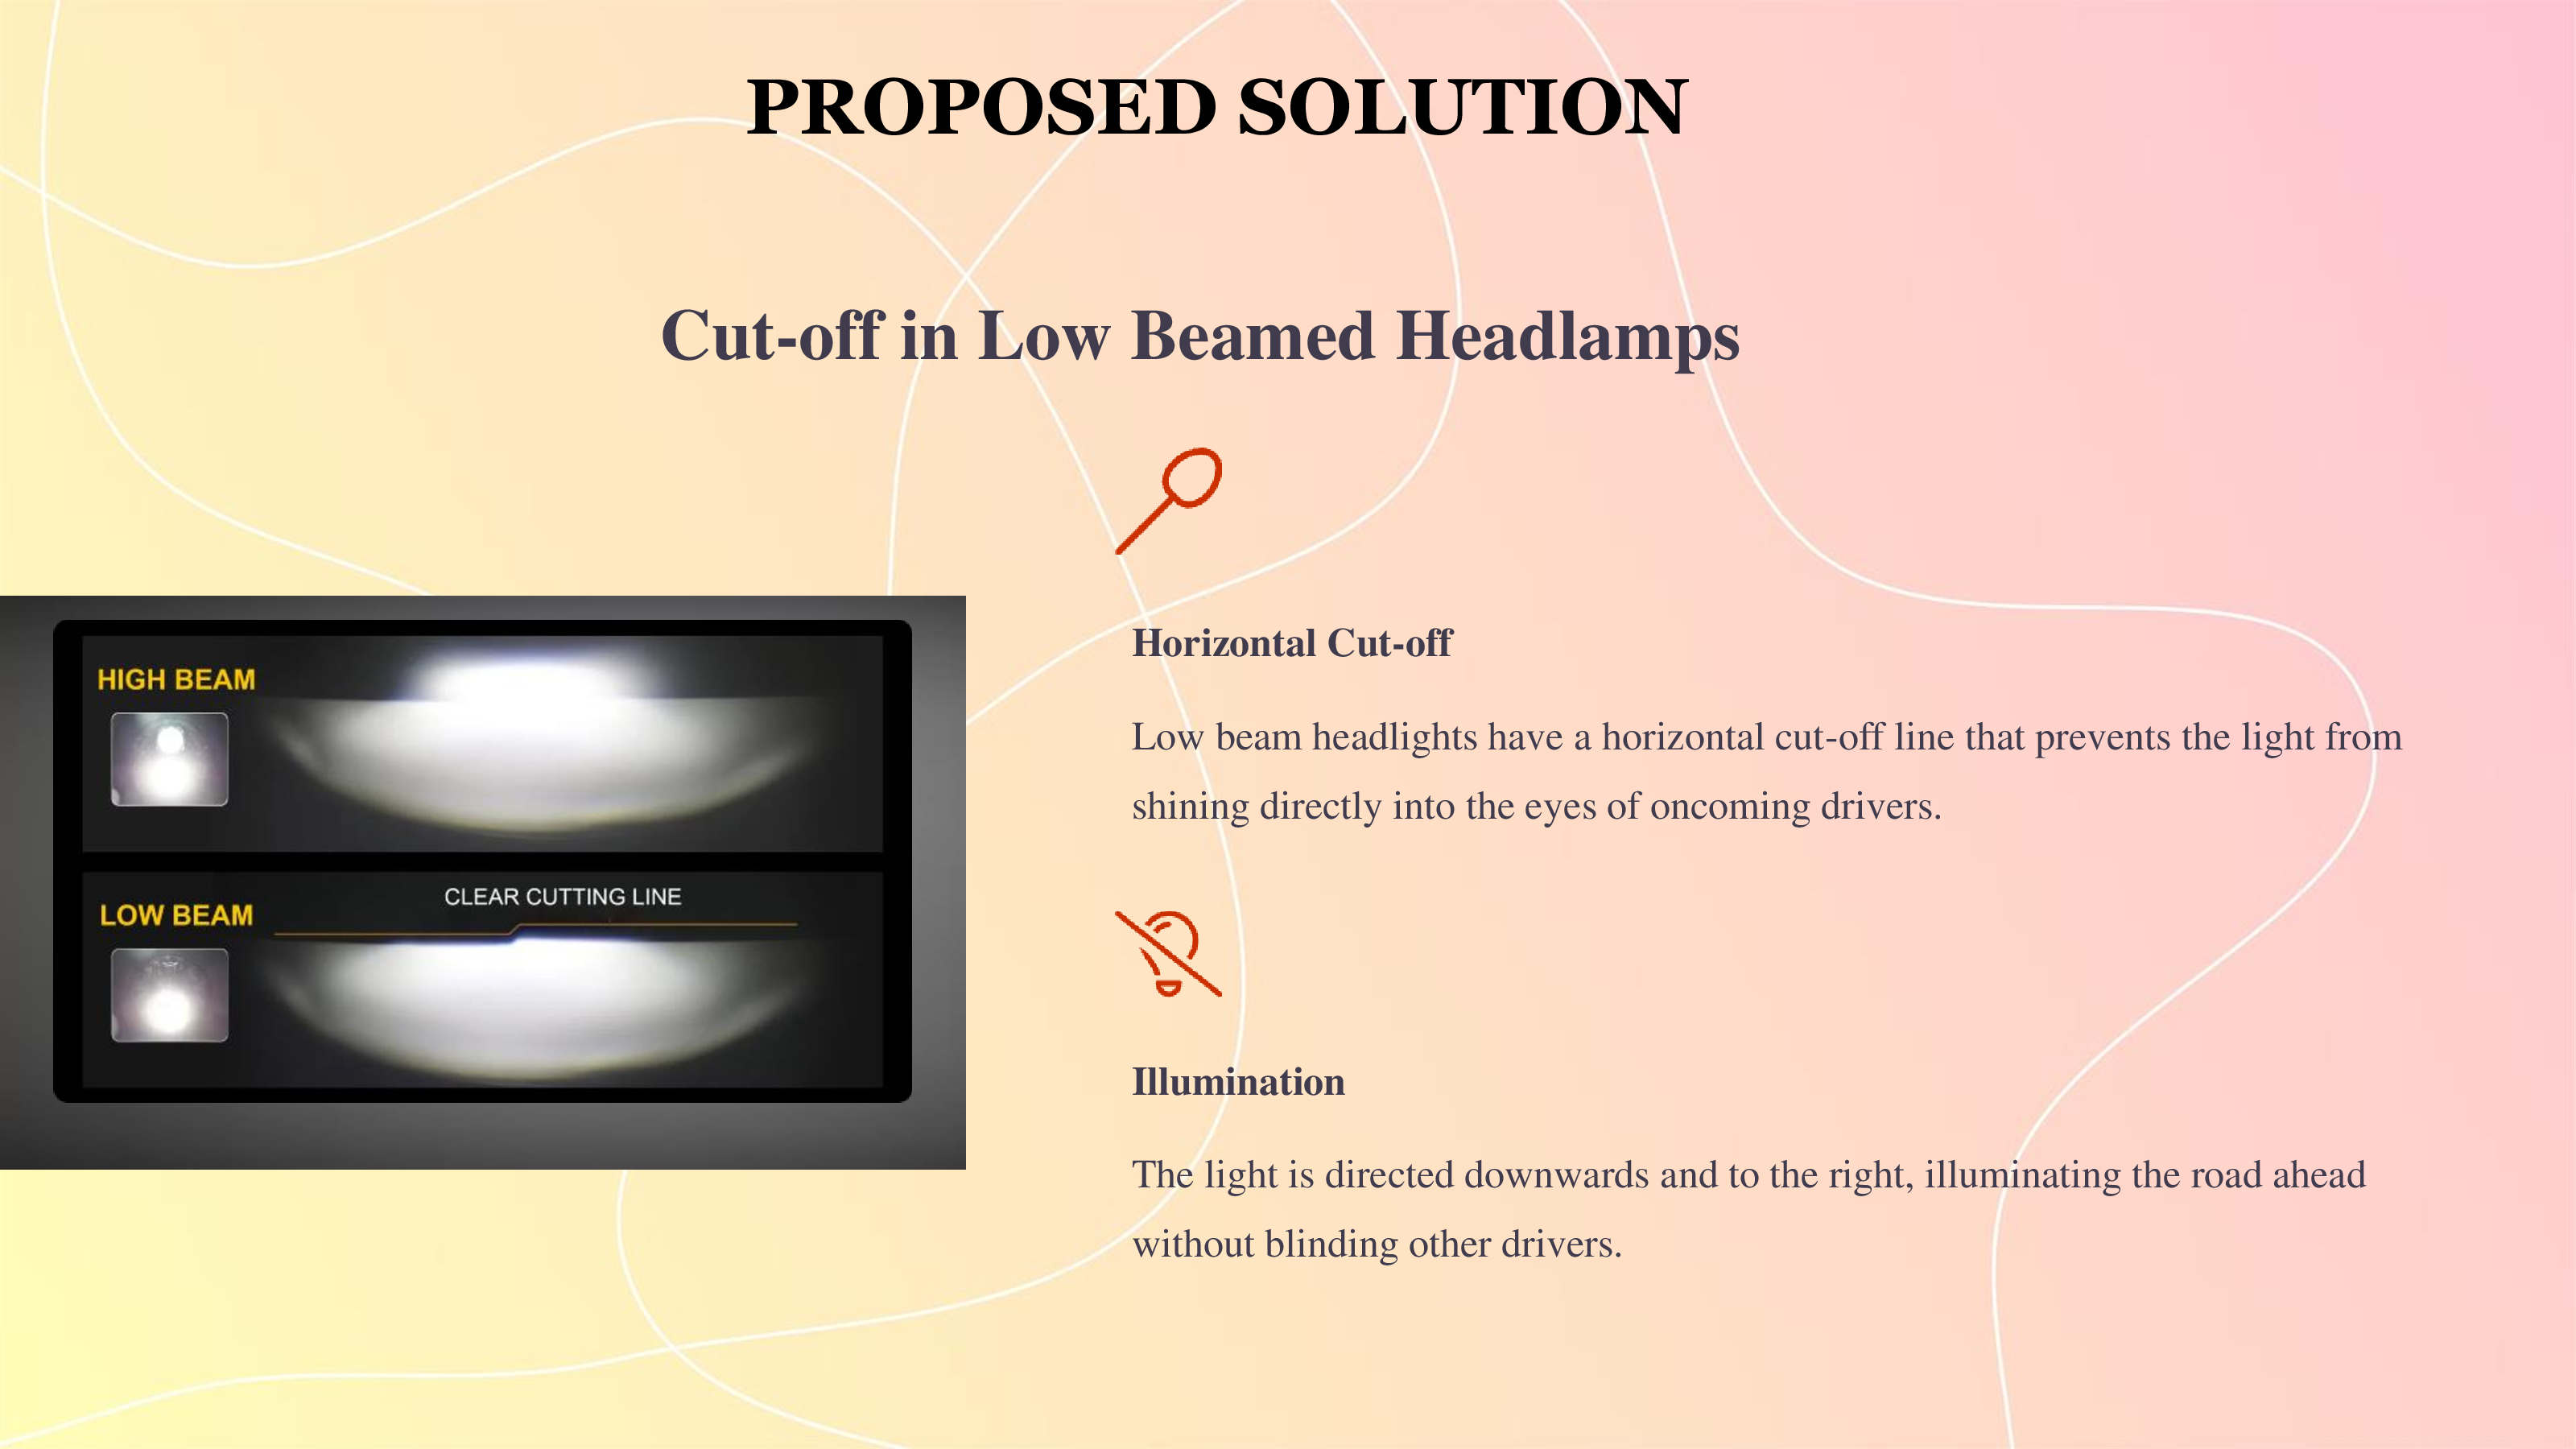 PROPOSED SOLUTION
Cut-off in Low Beamed Headlamps
HIGH BEAM
LOW BEAM
CLEAR CUTTING LINE
Horizontal Cut-off
Low beam headlights have a horizontal cut-off line that prevents the light from
shining directly into the eyes of oncoming drivers.
Illumination
The light is directed downwards and to the right, illuminating the road ahead
without blinding other drivers.